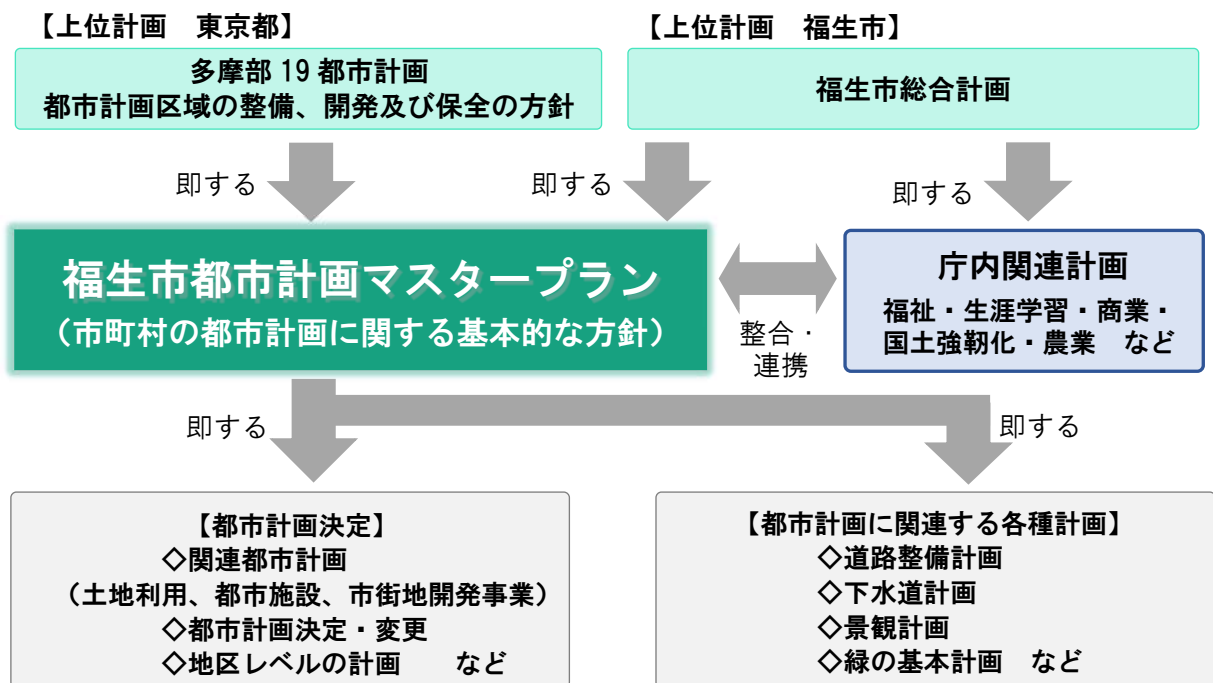 【上位計画　東京都】
多摩部 19 都市計画
都市計画区域の整備、開発及び保全の方針
【上位計画　福生市】
福生市総合計画
即する
即する
即する
福生市都市計画マスタープラン
（市町村の都市計画に関する基本的な方針）
整合・
連携
庁内関連計画
福祉・生涯学習・商業・
国土強靭化・農業　など
即する
即する
【都市計画決定】
◇関連都市計画
（土地利用、都市施設、市街地開発事業）
◇都市計画決定・変更
◇地区レベルの計画　　など
【都市計画に関連する各種計画】
◇道路整備計画
◇下水道計画
◇景観計画
◇緑の基本計画　など